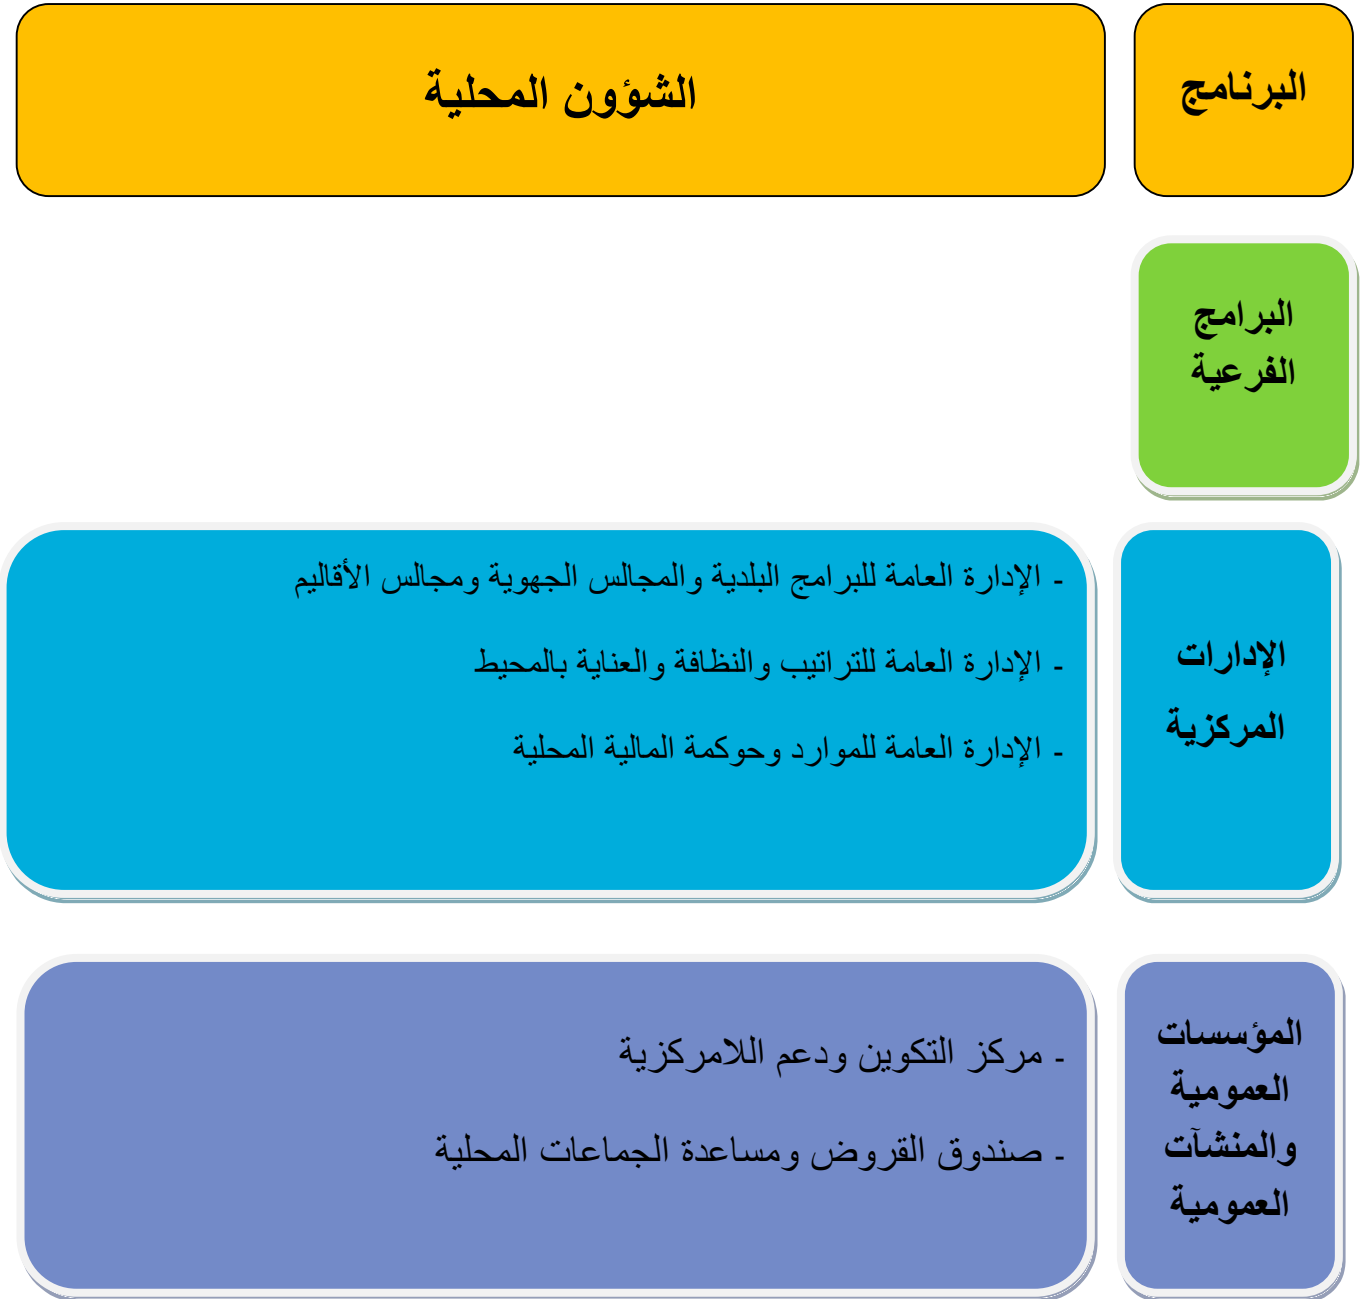 البرنامج
الشؤون المحلية
البرامج
الفرعية
الإدارات
المركزية
- الإدارة العامة للبرامج البلدية والمجالس الجهوية ومجالس الأقاليم
- الإدارة العامة للتراتيب والنظافة والعناية بالمحيط
- الإدارة العامة للموارد وحوكمة المالية المحلية
المؤسسات
العمومية
والمنشآت
العمومية
- مركز التكوين ودعم اللامركزية
- صندوق القروض ومساعدة الجماعات المحلية